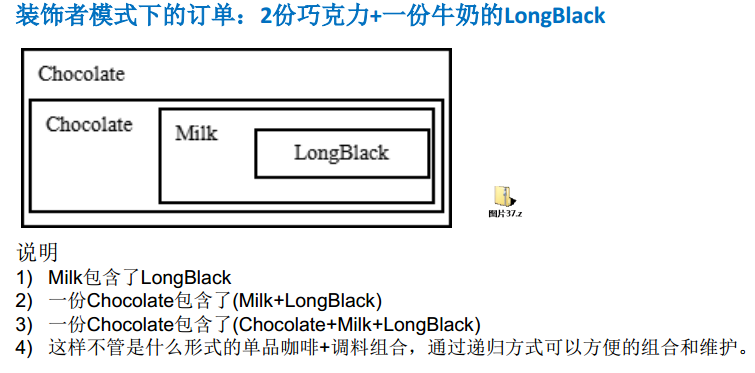 装饰者模式下的订单：2份巧克力+一份牛奶的LongBlack
Chocolate
Chocolate
Milk
LongBlack
图片37.z
说明
1) Milk包含了LongBlack
2) 一份Chocolate包含了(Milk+LongBlack)
3) 一份Chocolate包含了(Chocolate+Milk+LongBlack)
4) 这样不管是什么形式的单品咖啡+调料组合，通过递归方式可以方便的组合和维护。